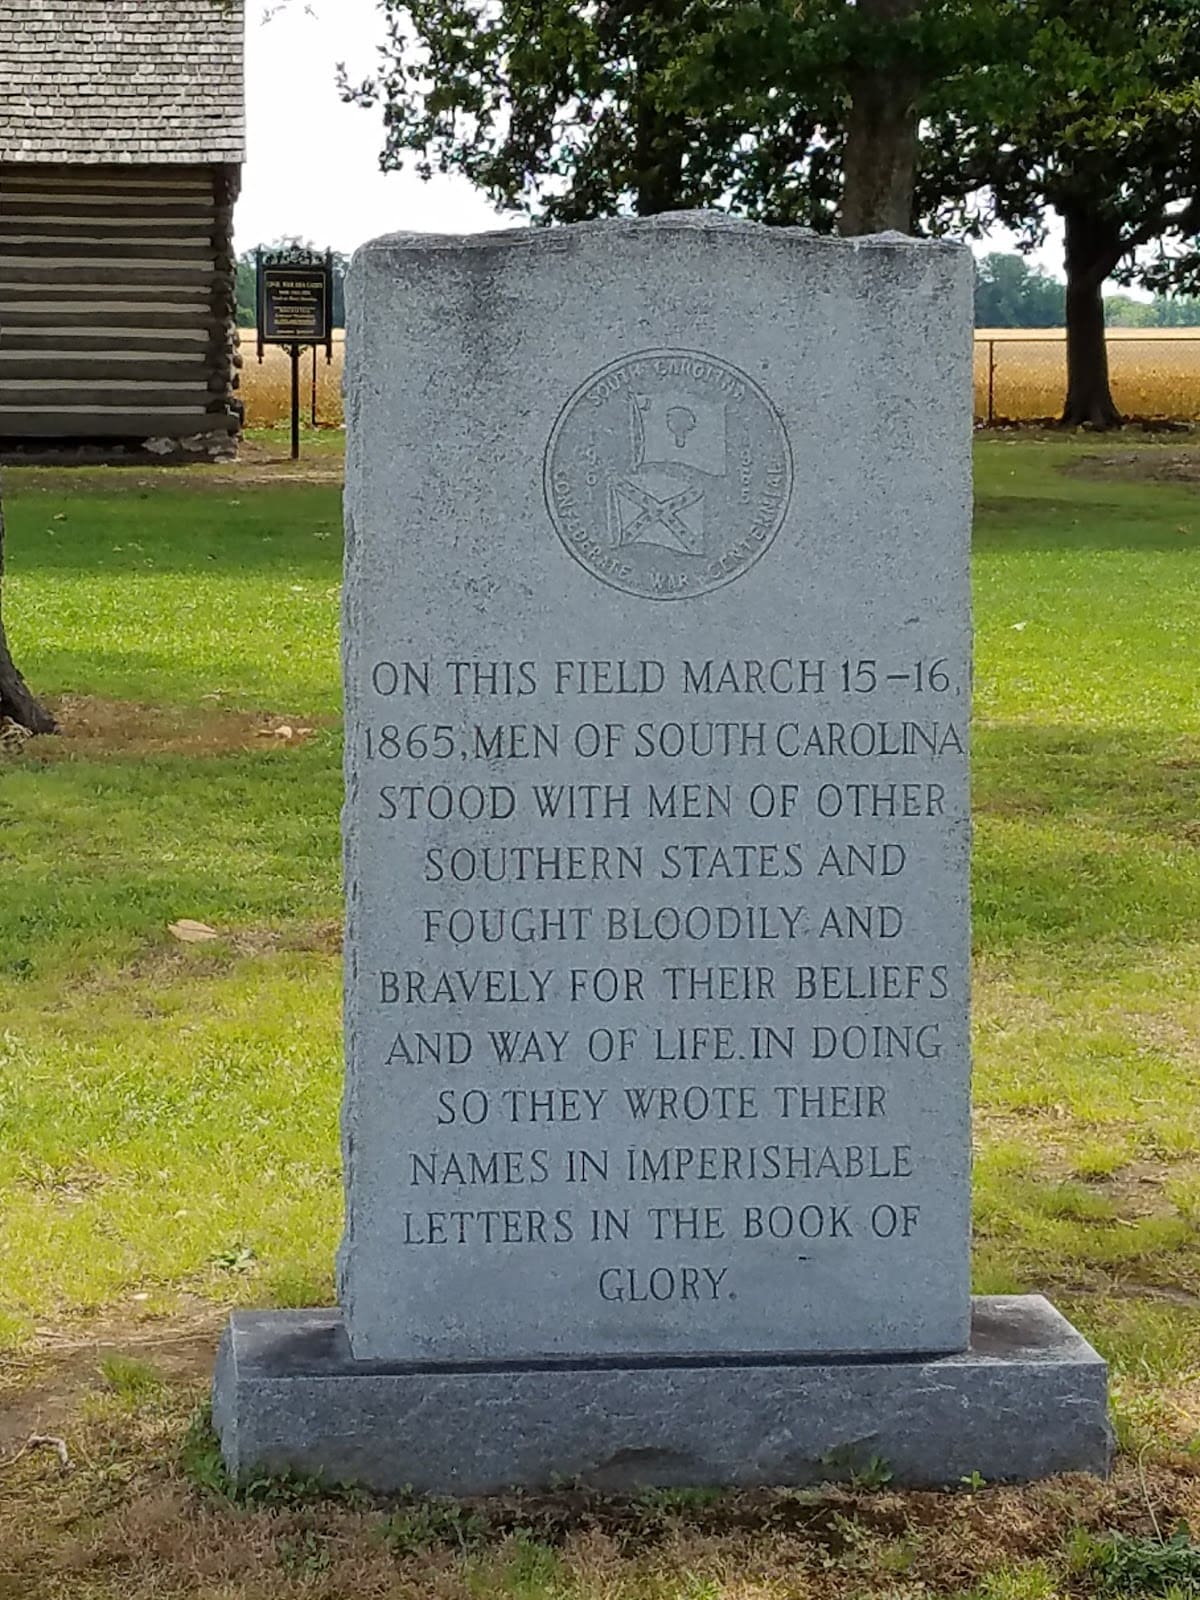 SOUTH CAROLINA
CONFEDERATE WAR CENTENNIAL
ON THIS FIELD MARCH 15–16,
1865, MEN OF SOUTH CAROLINA
STOOD WITH MEN OF OTHER
SOUTHERN STATES AND
FOUGHT BLOODILY AND
BRAVELY FOR THEIR BELIEFS
AND WAY OF LIFE. IN DOING
SO THEY WROTE THEIR
NAMES IN IMPERISHABLE
LETTERS IN THE BOOK OF
GLORY.